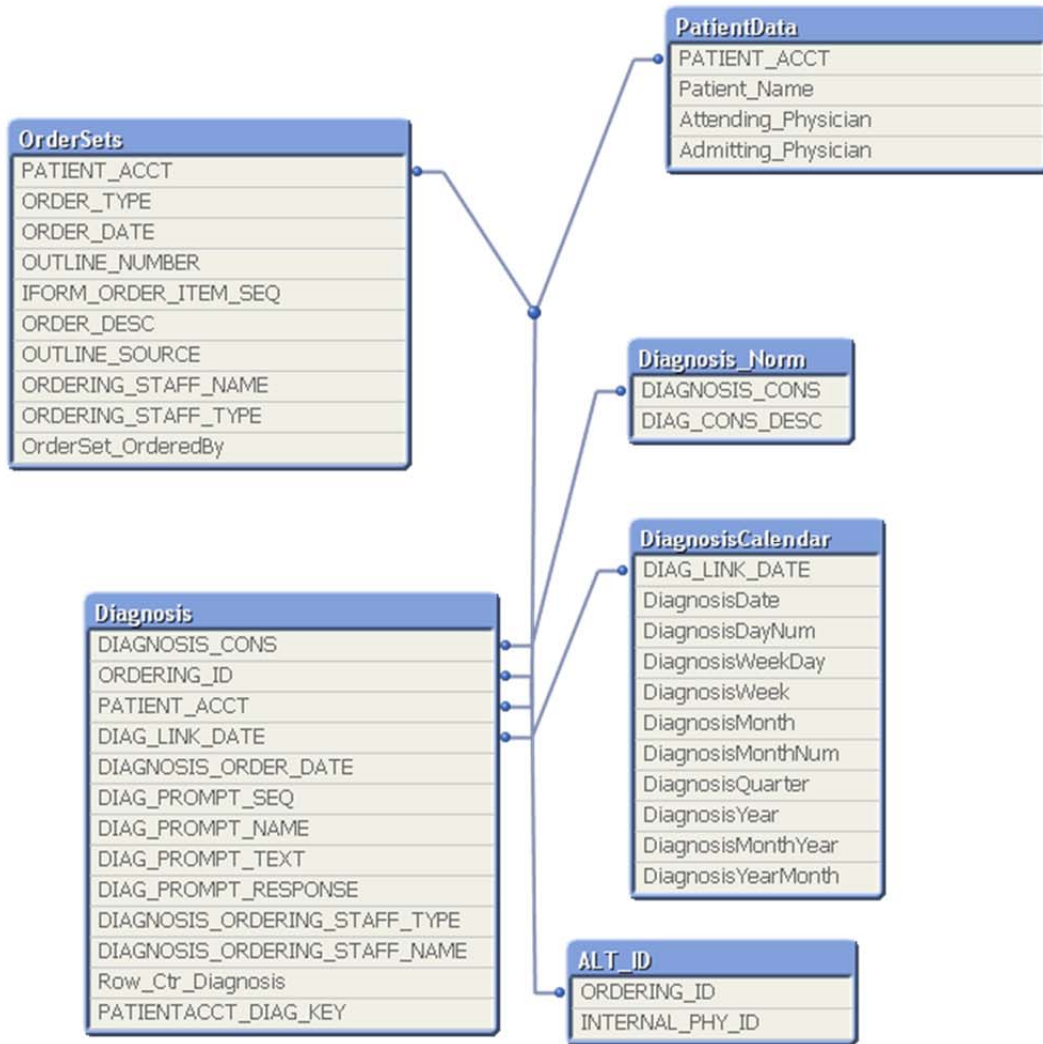 PatientData
PATIENT_ACCT
Patient_Name
Attending_Physician
Admitting_Physician
OrderSets
PATIENT_ACCT
ORDER_TYPE
ORDER_DATE
OUTLINE_NUMBER
IFORM_ORDER_ITEM_SEQ
ORDER_DESC
OUTLINE_SOURCE
ORDERING_STAFF_NAME
ORDERING_STAFF_TYPE
OrderSet_OrderedBy
Diagnosis_Norm
DIAGNOSIS_CONS
DIAG_CONS_DESC
DiagnosisCalendar
DIAG_LINK_DATE
DiagnosisDate
DiagnosisDayNum
DiagnosisWeekDay
DiagnosisWeek
DiagnosisMonth
DiagnosisMonthNum
DiagnosisQuarter
DiagnosisYear
DiagnosisMonthYear
DiagnosisYearMonth
Diagnosis
DIAGNOSIS_CONS
ORDERING_ID
PATIENT_ACCT
DIAG_LINK_DATE
DIAGNOSIS_ORDER_DATE
DIAG_PROMPT_SEQ
DIAG_PROMPT_NAME
DIAG_PROMPT_TEXT
DIAG_PROMPT_RESPONSE
DIAGNOSIS_ORDERING_STAFF_TYPE
DIAGNOSIS_ORDERING_STAFF_NAME
Row_Ctr_Diagnosis
PATIENTACCT_DIAG_KEY
ALT_ID
ORDERING_ID
INTERNAL_PHY_ID